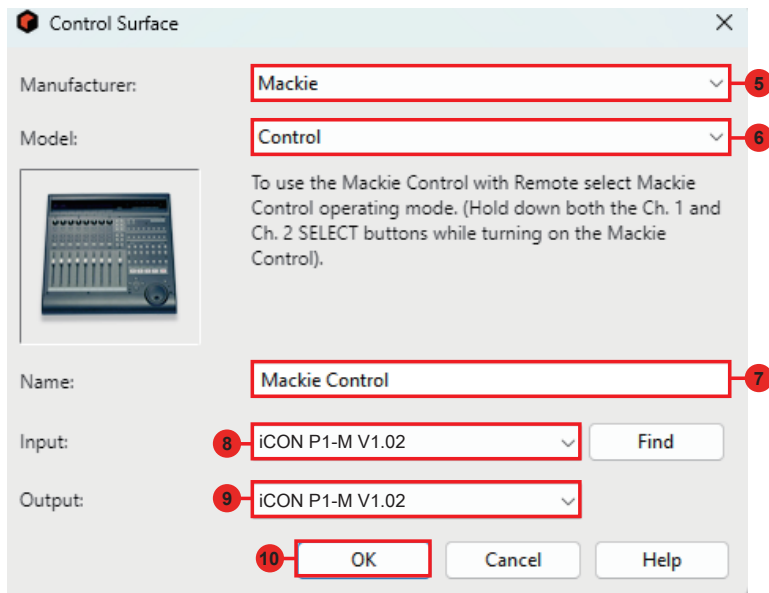 Control Surface
Manufacturer:
Mackie
5
Model:
Control
6
To use the Mackie Control with Remote select Mackie
Control operating mode. (Hold down both the Ch. 1 and
Ch. 2 SELECT buttons while turning on the Mackie
Control).
Name:
Mackie Control
7
Input:
8
iCON P1-M V1.02
Find
Output:
9
iCON P1-M V1.02
10
OK
Cancel
Help